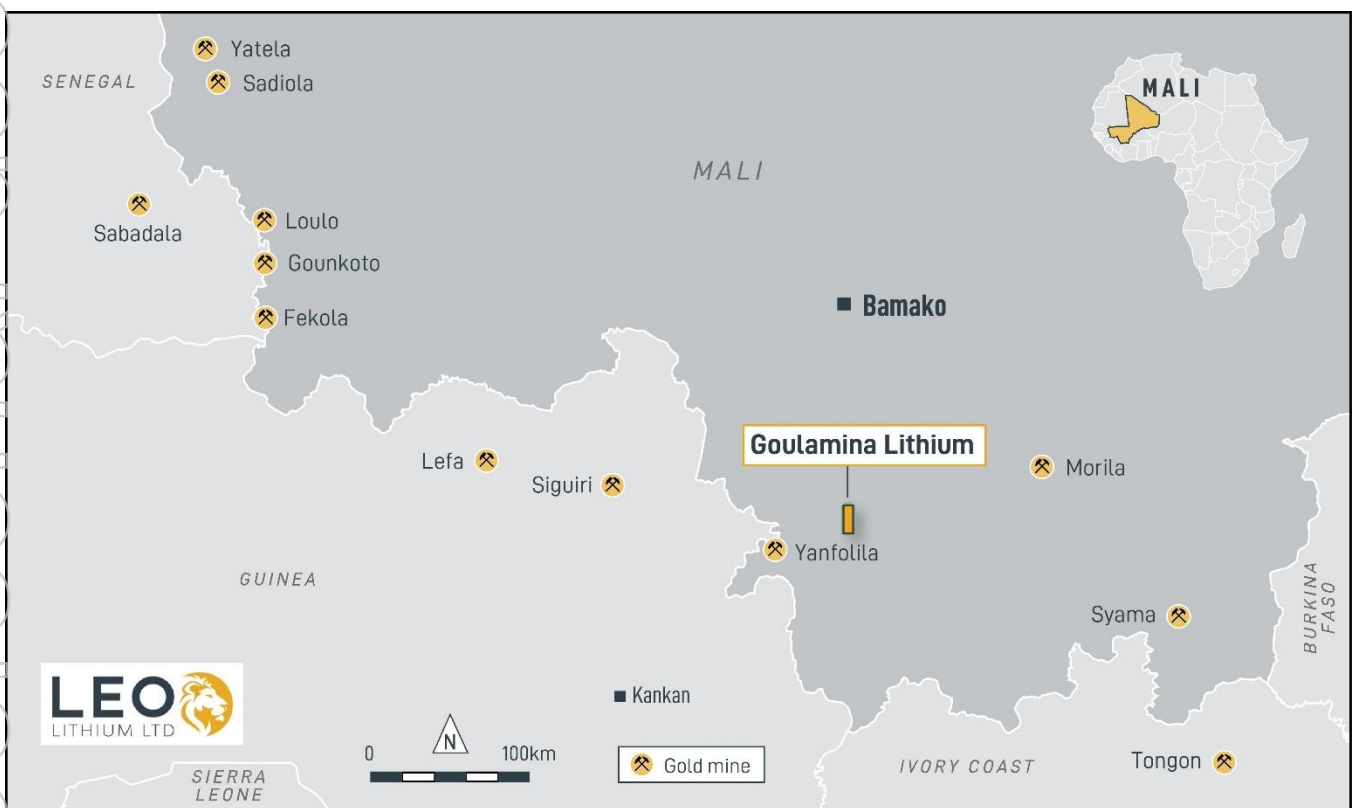 Yatela
SENEGAL
Sadiola
MALI
MALI
Sabadala
Loulo
Gounkoto
Fekola
Bamako
Goulamina Lithium
Lefa
Siguiri
Morila
Yanfolila
GUINEA
BURKINA
FASO
Syama
LEO
LITHIUM LTD
Kankan
N
0
100km
Gold mine
SIERRA
LEONE
IVORY COAST
Tongon